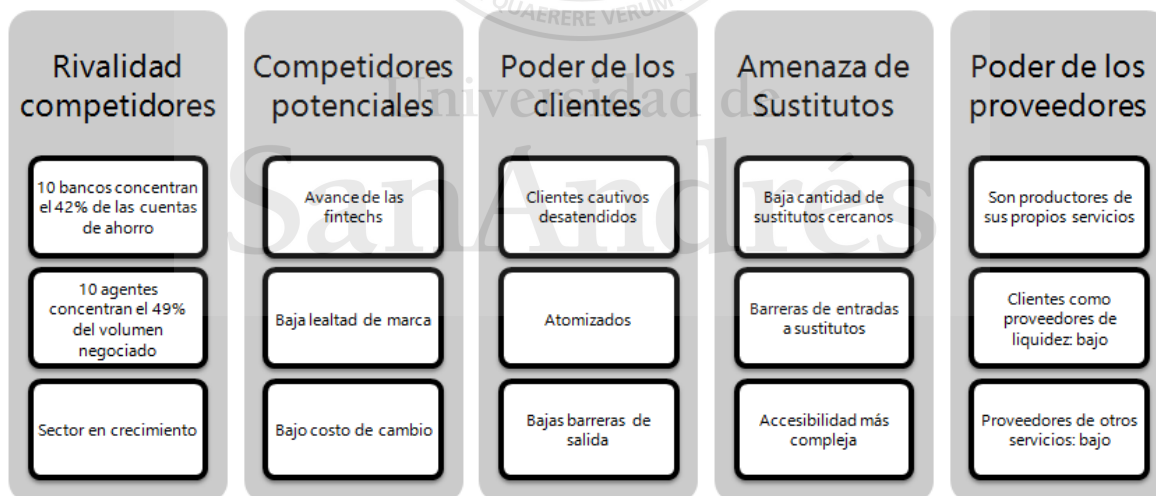 QUAERERE VERUM
Universidad de
SanAndrés
Rivalidad
competidores
10 bancos concentran
el 42% de las cuentas
de ahorro
10 agentes
concentran el 49%
del volumen
negociado
Sector en crecimiento
Competidores
potenciales
Avance de las
fintechs
Baja lealtad de marca
Bajo costo de cambio
Poder de los
clientes
Clientes cautivos
desatendidos
Atomizados
Bajas barreras de
salida
Amenaza de
Sustitutos
Baja cantidad de
sustitutos cercanos
Barreras de entradas
a sustitutos
Accesibilidad más
compleja
Poder de los
proveedores
Son productores de
sus propios servicios
Clientes como
proveedores de
liquidez: bajo
Proveedores de otros
servicios: bajo